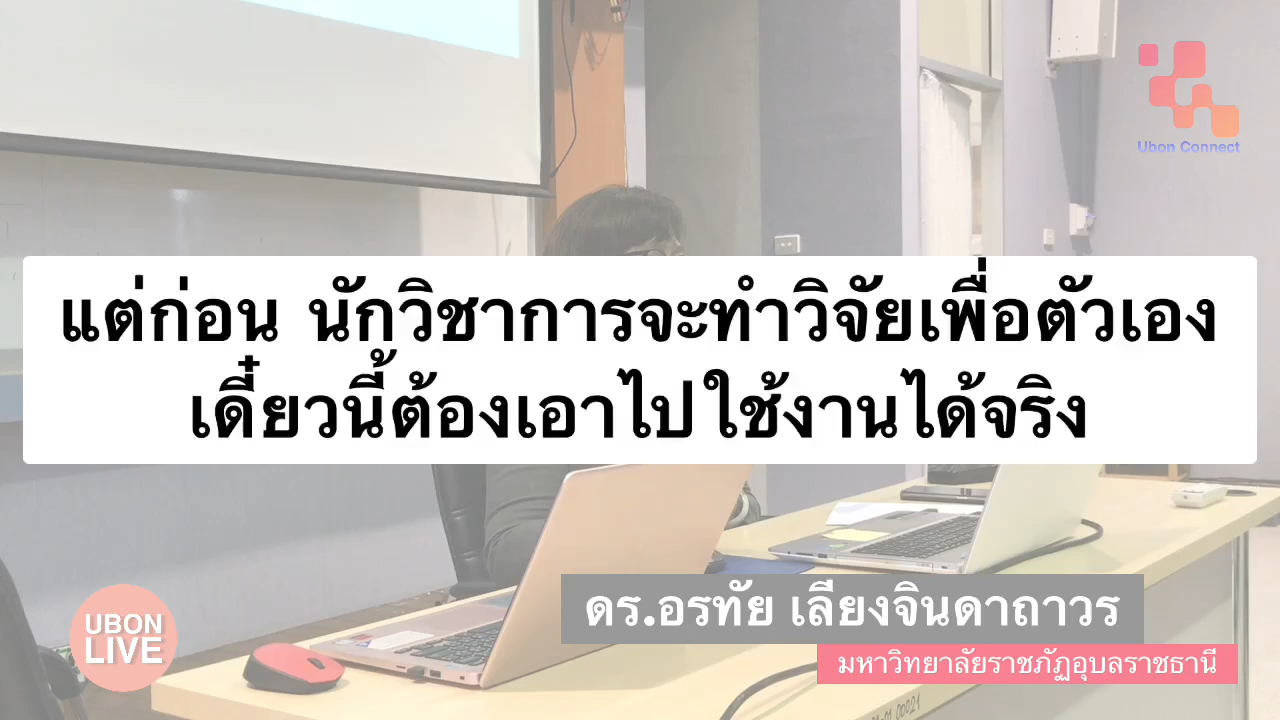 Ubon Connect
แต่ก่อน นักวิชาการจะทำวิจัยเพื่อตัวเอง
เดี๋ยวนี้ต้องเอาไปใช้งานได้จริง
ดร.อรทัย เลียงจินดาถาวร
มหาวิทยาลัยราชภัฏอุบลราชธานี
UBON
LIVE